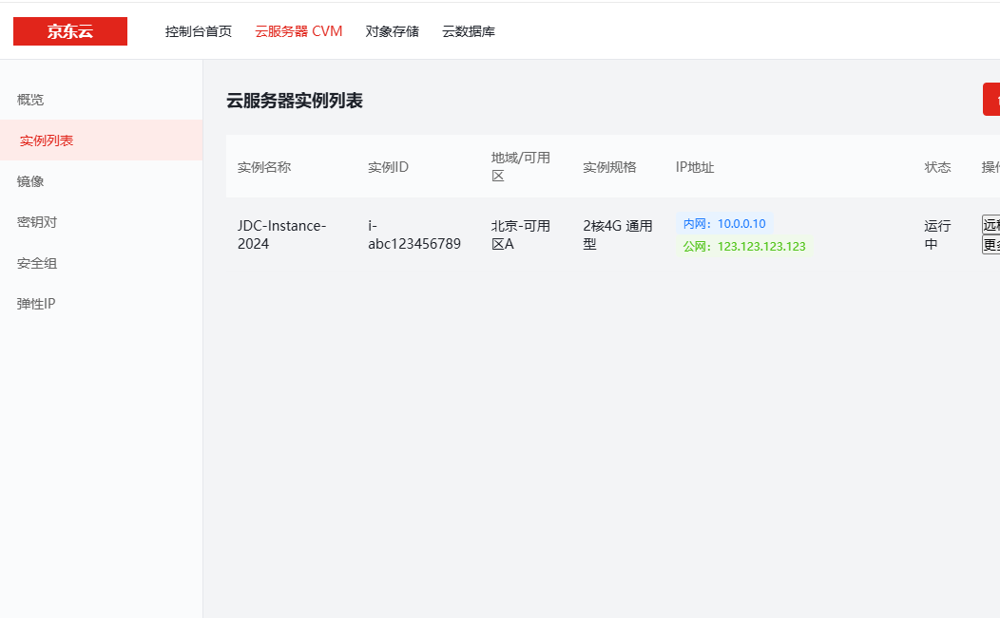 京东云
控制台首页 云服务器 CVM 对象存储 云数据库
概览
实例列表
镜像
密钥对
安全组
弹性IP
云服务器实例列表
实例名称 实例ID 地域/可用区 实例规格 IP地址 状态 操作
JDC-Instance-2024
i-abc123456789
北京-可用区A
2核4G 通用型
内网：10.0.0.10
公网：123.123.123.123
运行中